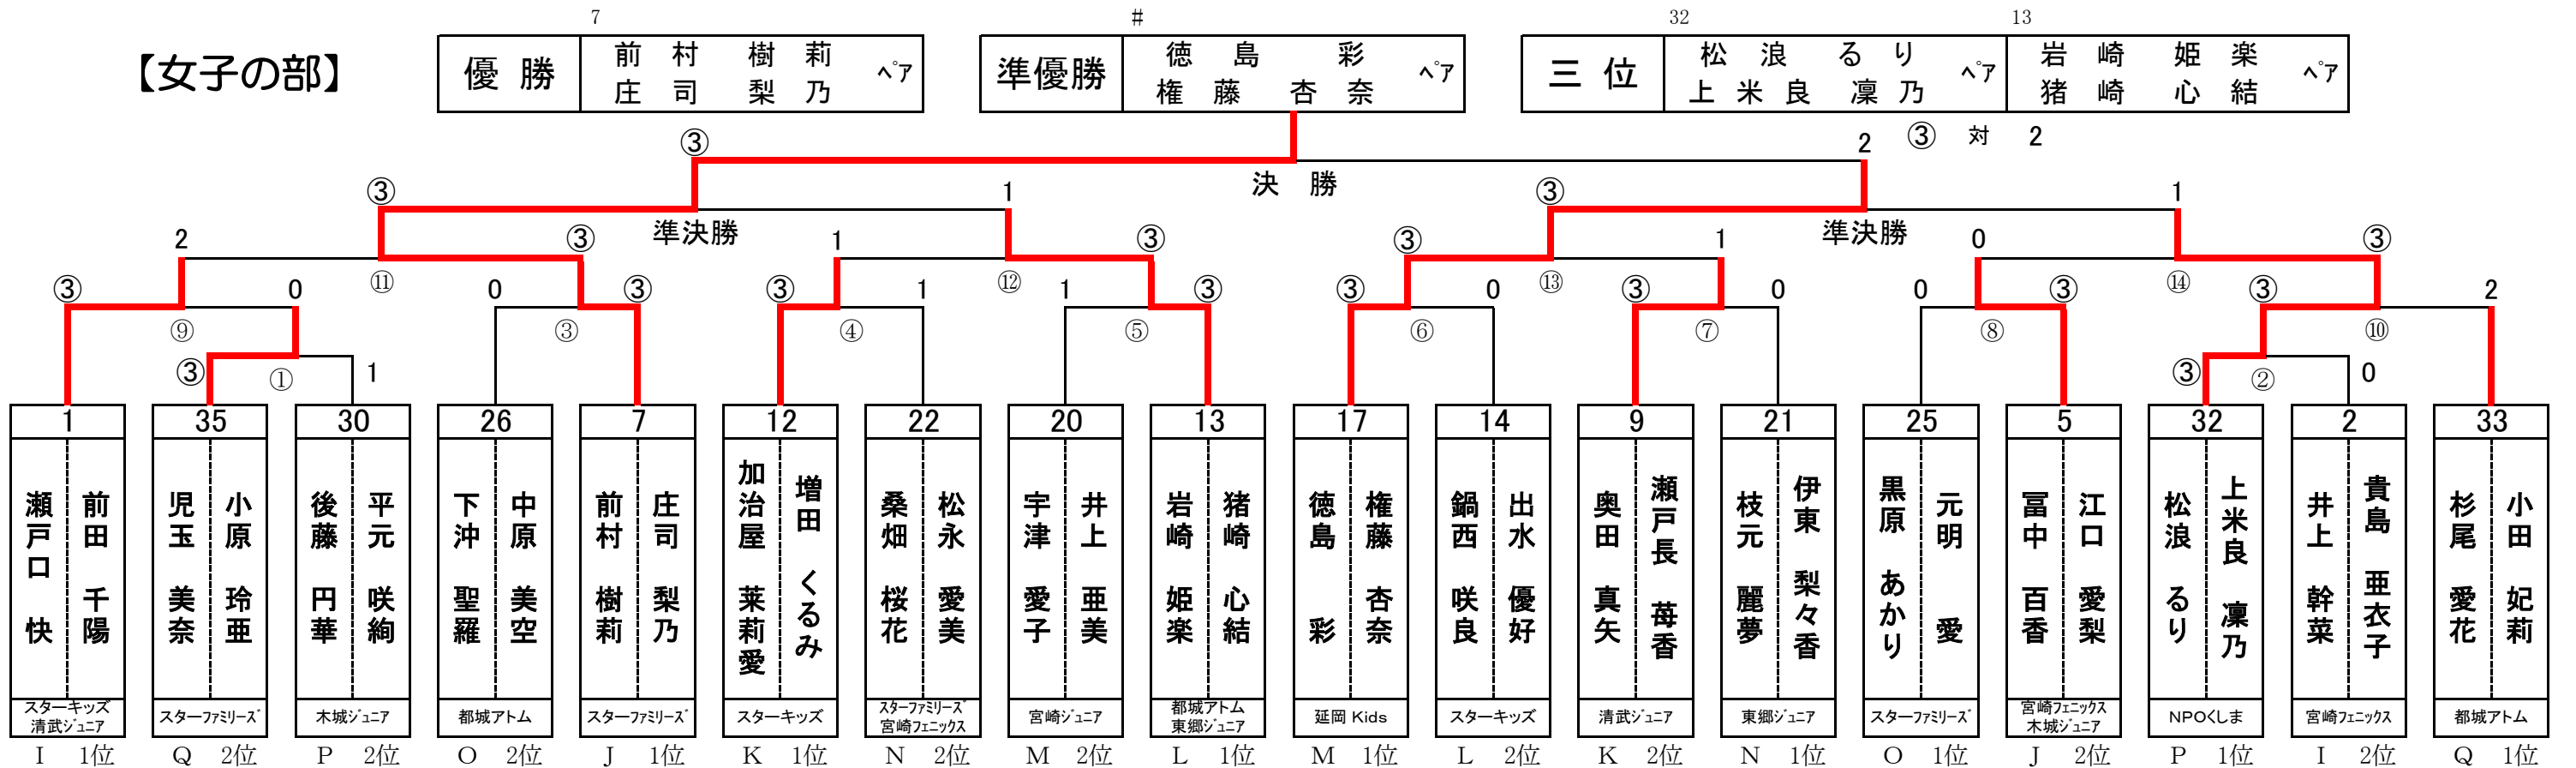 7 # 32 13
【女子の部】
優勝 前村 樹莉 庄司 梨乃 ペア
準優勝 徳島 彩 権藤 杏奈 ペア
三位 松浪 るり 上米良 凜乃 ペア 岩崎 姫楽 猪崎 心結 ペア
③ 対 2
③ 2
決勝
③ 1 ③ 1
準決勝 準決勝
2 ③ 1 ③ ③ 1 0 ③
⑪ ⑫ ⑬ ⑭
③ 0 0 ③ ③ 1 1 ③ ③ 0 ③ 0 0 ③ ③ 2
⑨ ③ ④ ⑤ ⑥ ⑦ ⑧ ⑩
③ ① 1 ③ ② 0
1 35 30 26 7 12 22 20 13 17 14 9 21 25 5 32 2 33
瀬戸口 快
前田 千陽
児玉 美奈
小原 玲亜
後藤 円華
平元 咲絢
下沖 聖羅
中原 美空
前村 樹莉
庄司 梨乃
加治屋 茉莉愛
増田 くるみ
桑畑 桜花
松永 愛美
宇津 愛子
井上 亜美
岩崎 姫楽
猪崎 心結
徳島 彩
権藤 杏奈
鍋西 咲良
出水 優好
奥田 真矢
瀬戸長 苺香
枝元 麗夢
伊東 梨々香
黒原 あかり
元明 愛
冨中 百香
江口 愛梨
松浪 るり
上米良 凜乃
井上 幹菜
貴島 亜衣子
杉尾 愛花
小田 妃莉
スターキッズ
清武ジュニア
スターファミリーズ
木城ジュニア
都城アトム
スターファミリーズ
スターキッズ
スターファミリーズ
宮崎フェニックス
宮崎ジュニア
都城アトム
東郷ジュニア
延岡 Kids
スターキッズ
清武ジュニア
東郷ジュニア
スターファミリーズ
宮崎フェニックス
木城ジュニア
NPOくしま
宮崎フェニックス
都城アトム
I 1位 Q 2位 P 2位 O 2位 J 1位 K 1位 N 2位 M 2位 L 1位 M 1位 L 2位 K 2位 N 1位 O 1位 J 2位 P 1位 I 2位 Q 1位